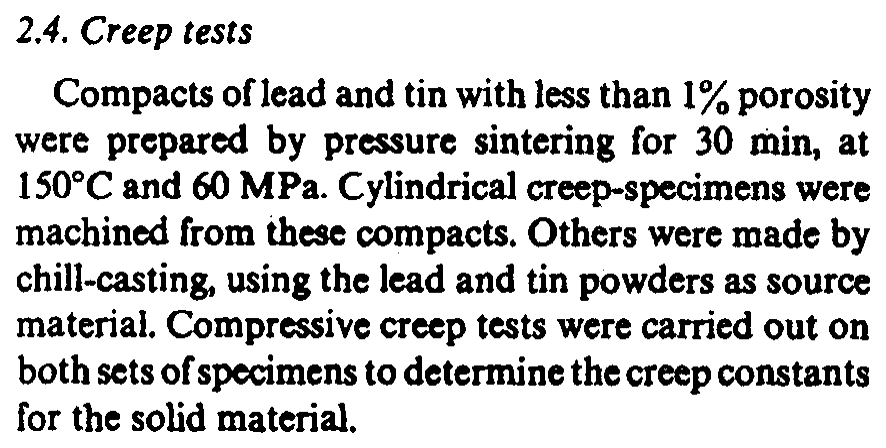 2.4. Creep tests
Compacts of lead and tin with less than 1% porosity
were prepared by pressure sintering for 30 min, at
150°C and 60 MPa. Cylindrical creep-specimens were
machined from these compacts. Others were made by
chill-casting, using the lead and tin powders as source
material. Compressive creep tests were carried out on
both sets of specimens to determine the creep constants
for the solid material.